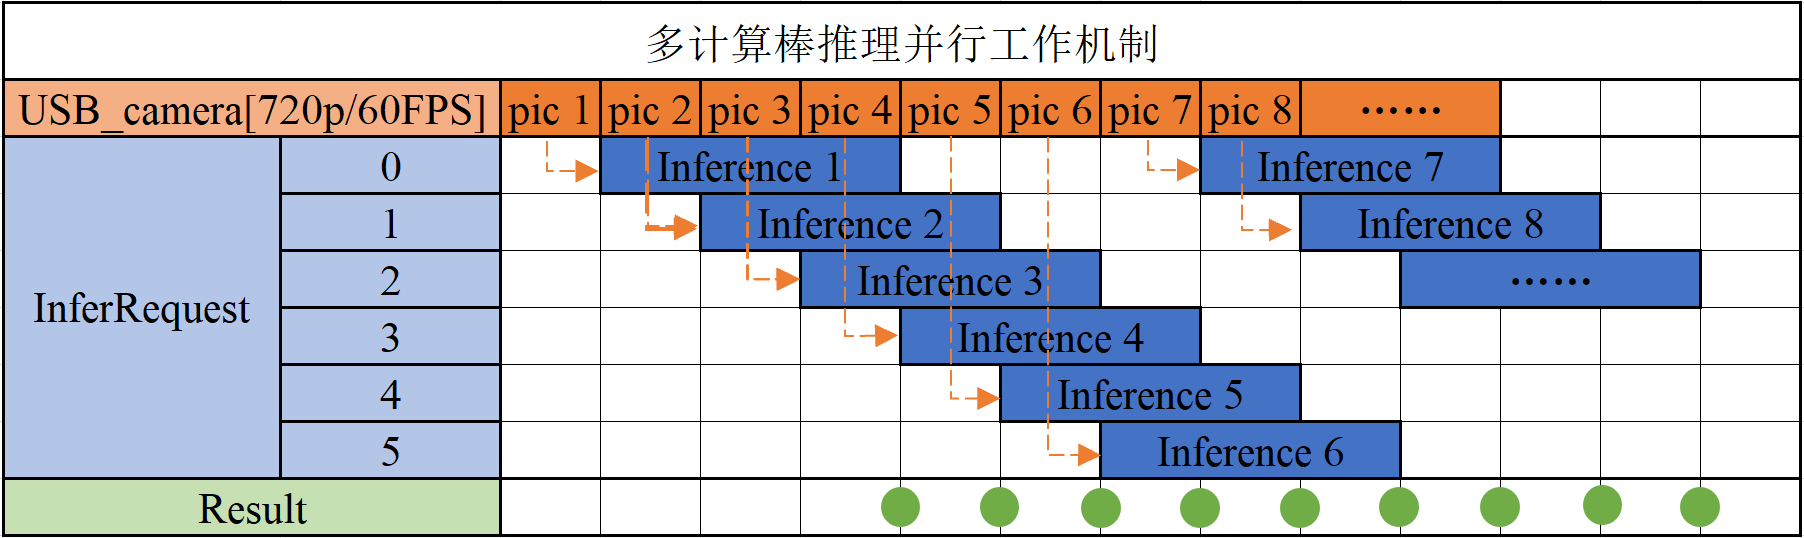 多计算棒推理并行工作机制
USB_camera[720p/60FPS] pic 1 pic 2 pic 3 pic 4 pic 5 pic 6 pic 7 pic 8 ······
InferRequest
0 Inference 1 Inference 7
1 Inference 2 Inference 8
2 Inference 3 ······
3 Inference 4
4 Inference 5
5 Inference 6
Result